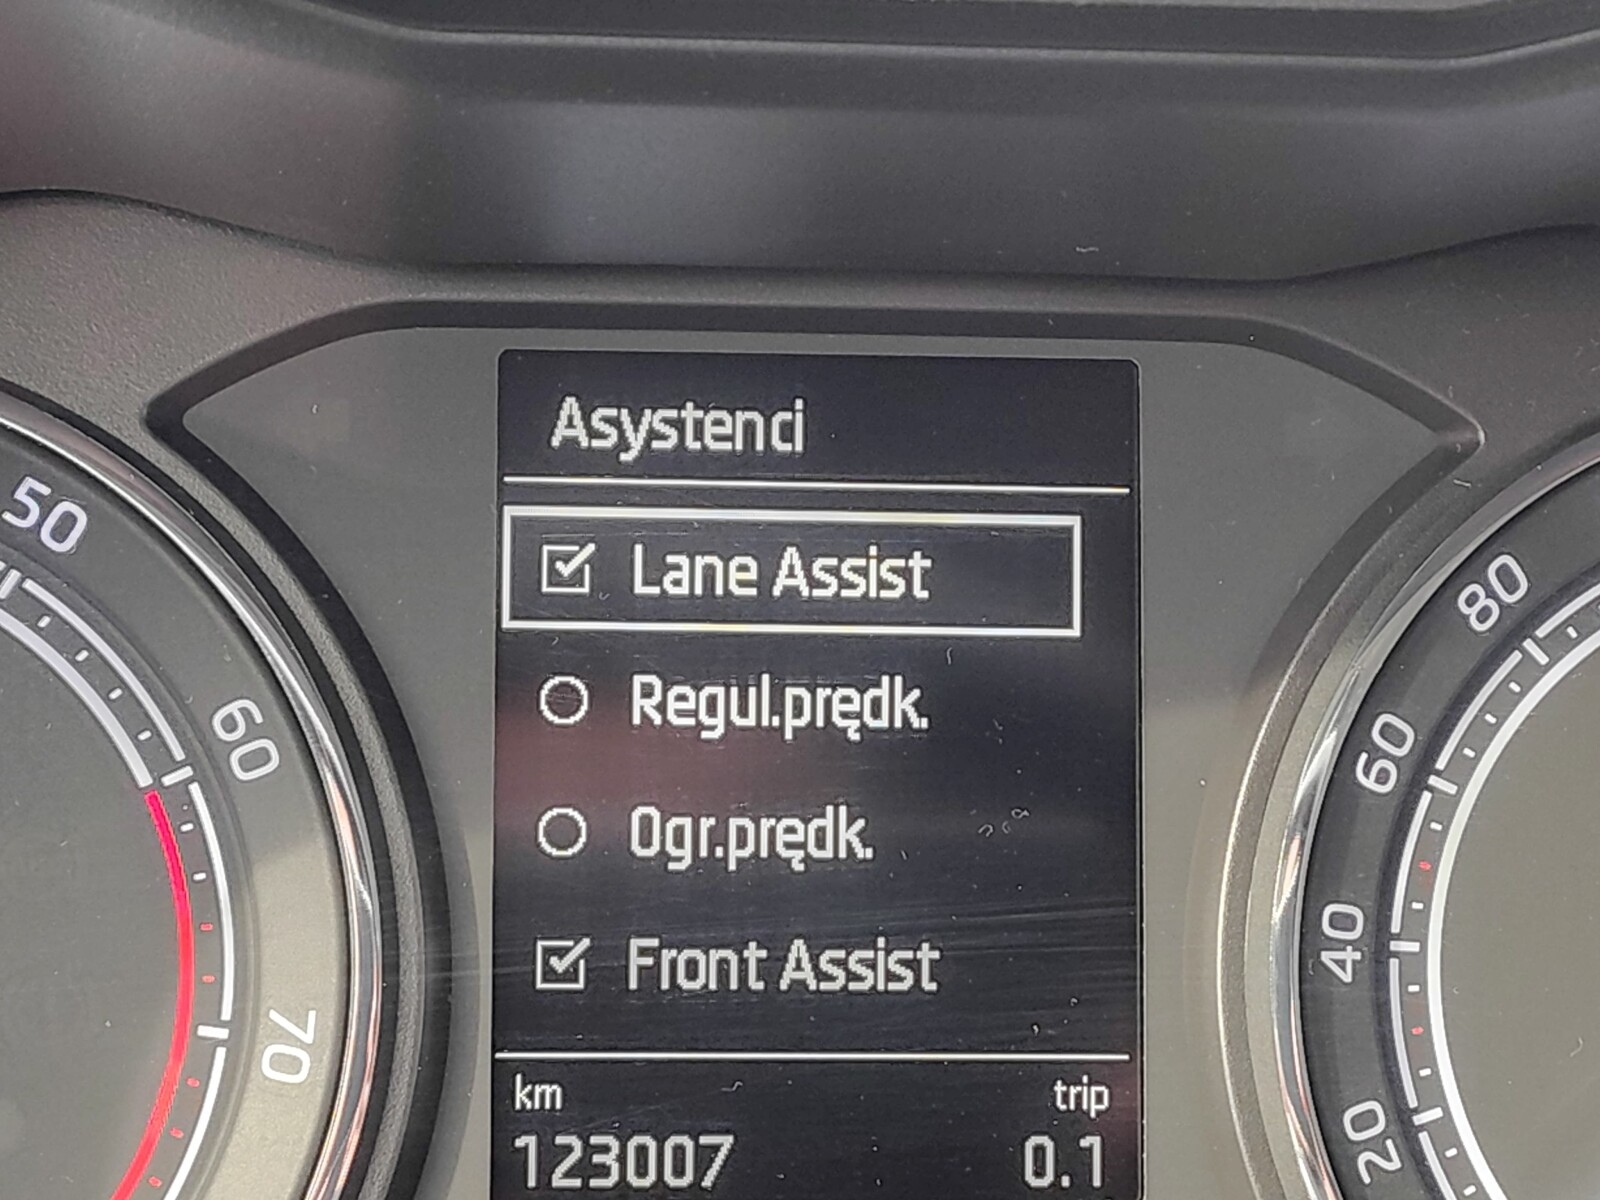 Asystenci
Lane Assist
Regul.prędk.
Ogr.prędk.
Front Assist
km trip
123007 0.1
50
60
70
80
60
40
20